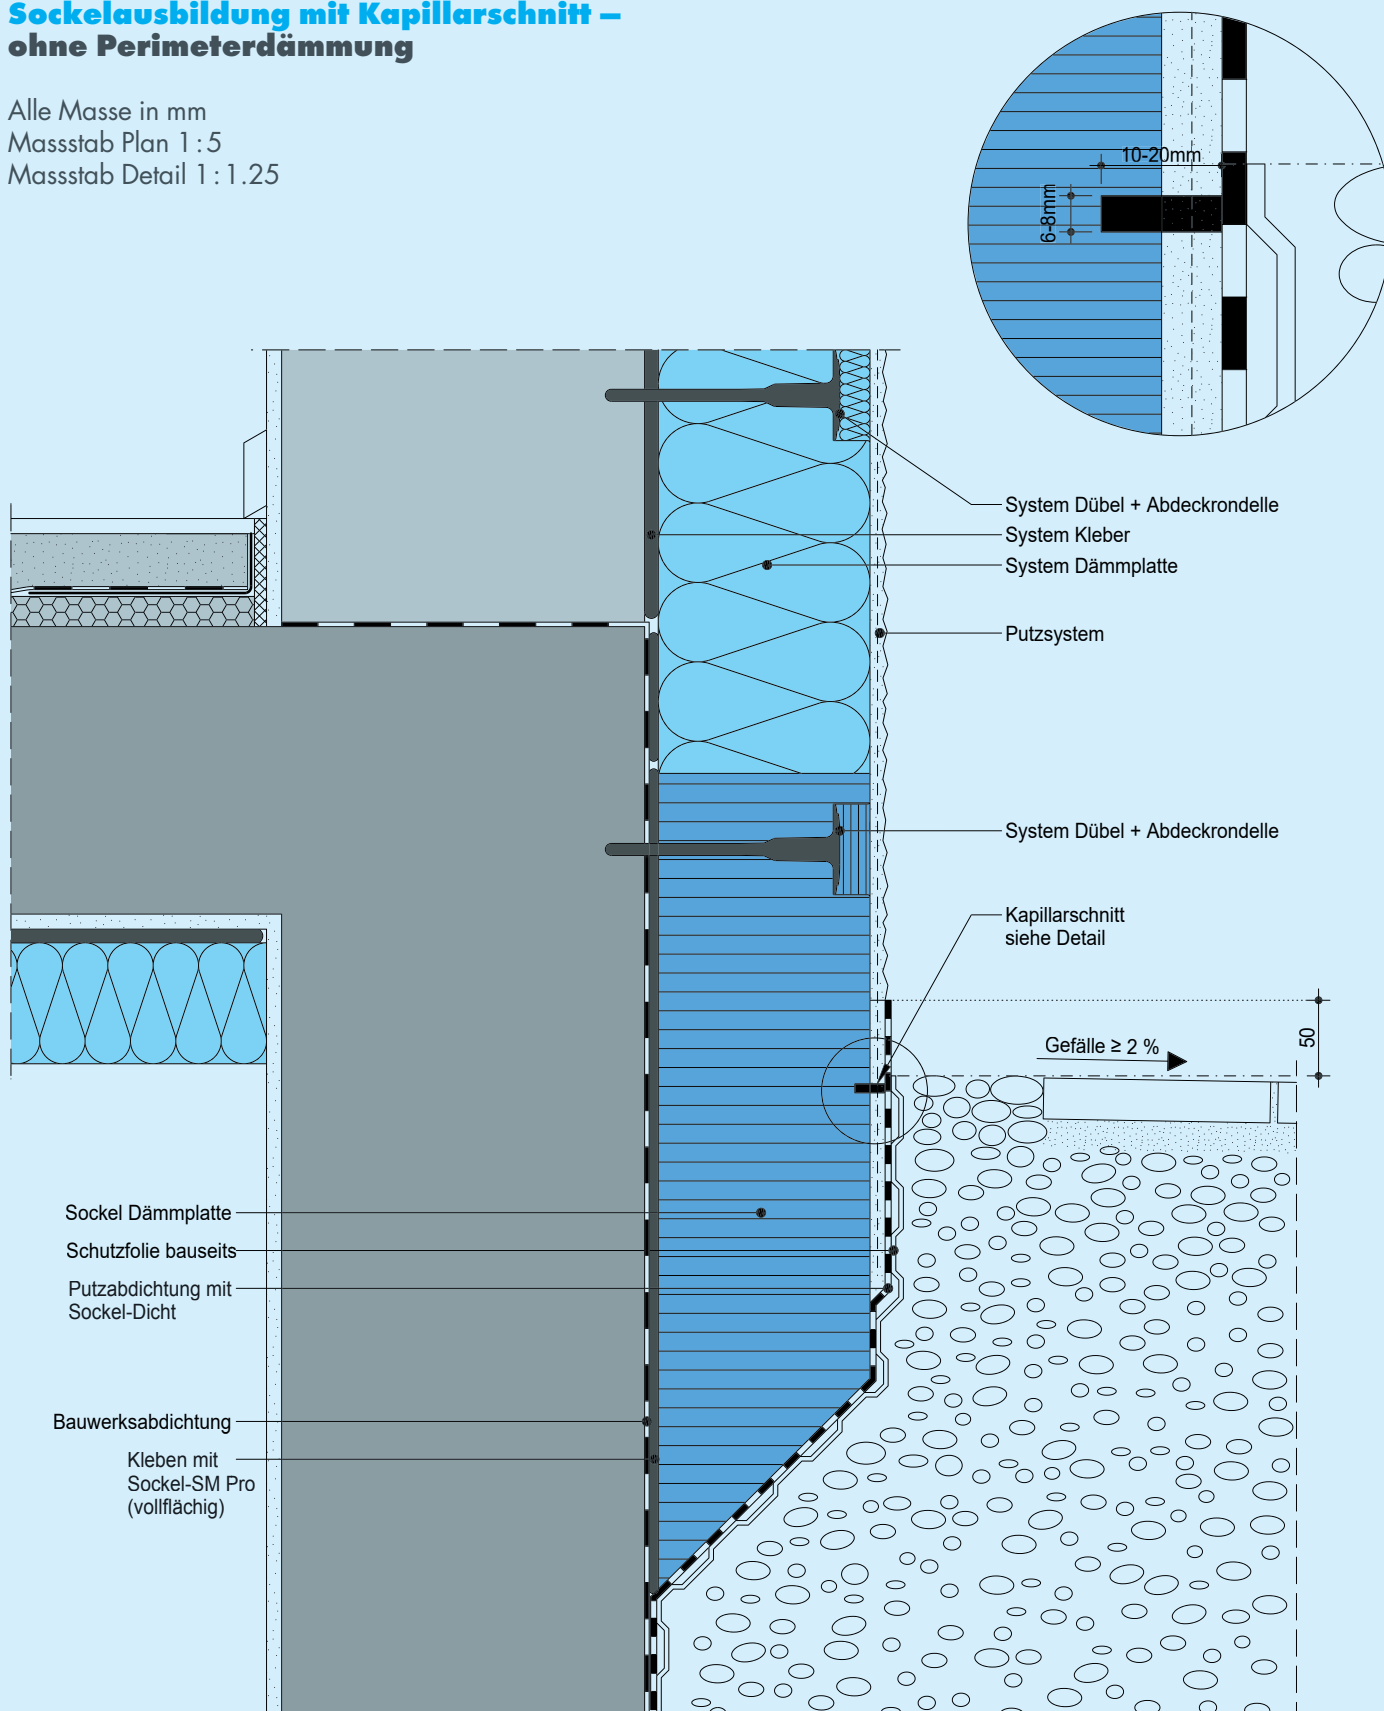 Sockelausbildung mit Kapillarschnitt –
ohne Perimeterdämmung
Alle Masse in mm
Massstab Plan 1:5
Massstab Detail 1:1.25
10-20mm
6-8mm
System Dübel + Abdeckrondelle
System Kleber
System Dämmplatte
Putzsystem
System Dübel + Abdeckrondelle
Kapillarschnitt
siehe Detail
Gefälle ≥ 2 %
50
Sockel Dämmplatte
Schutzfolie bauseits
Putzabdichtung mit
Sockel-Dicht
Bauwerksabdichtung
Kleben mit
Sockel-SM Pro
(vollflächig)